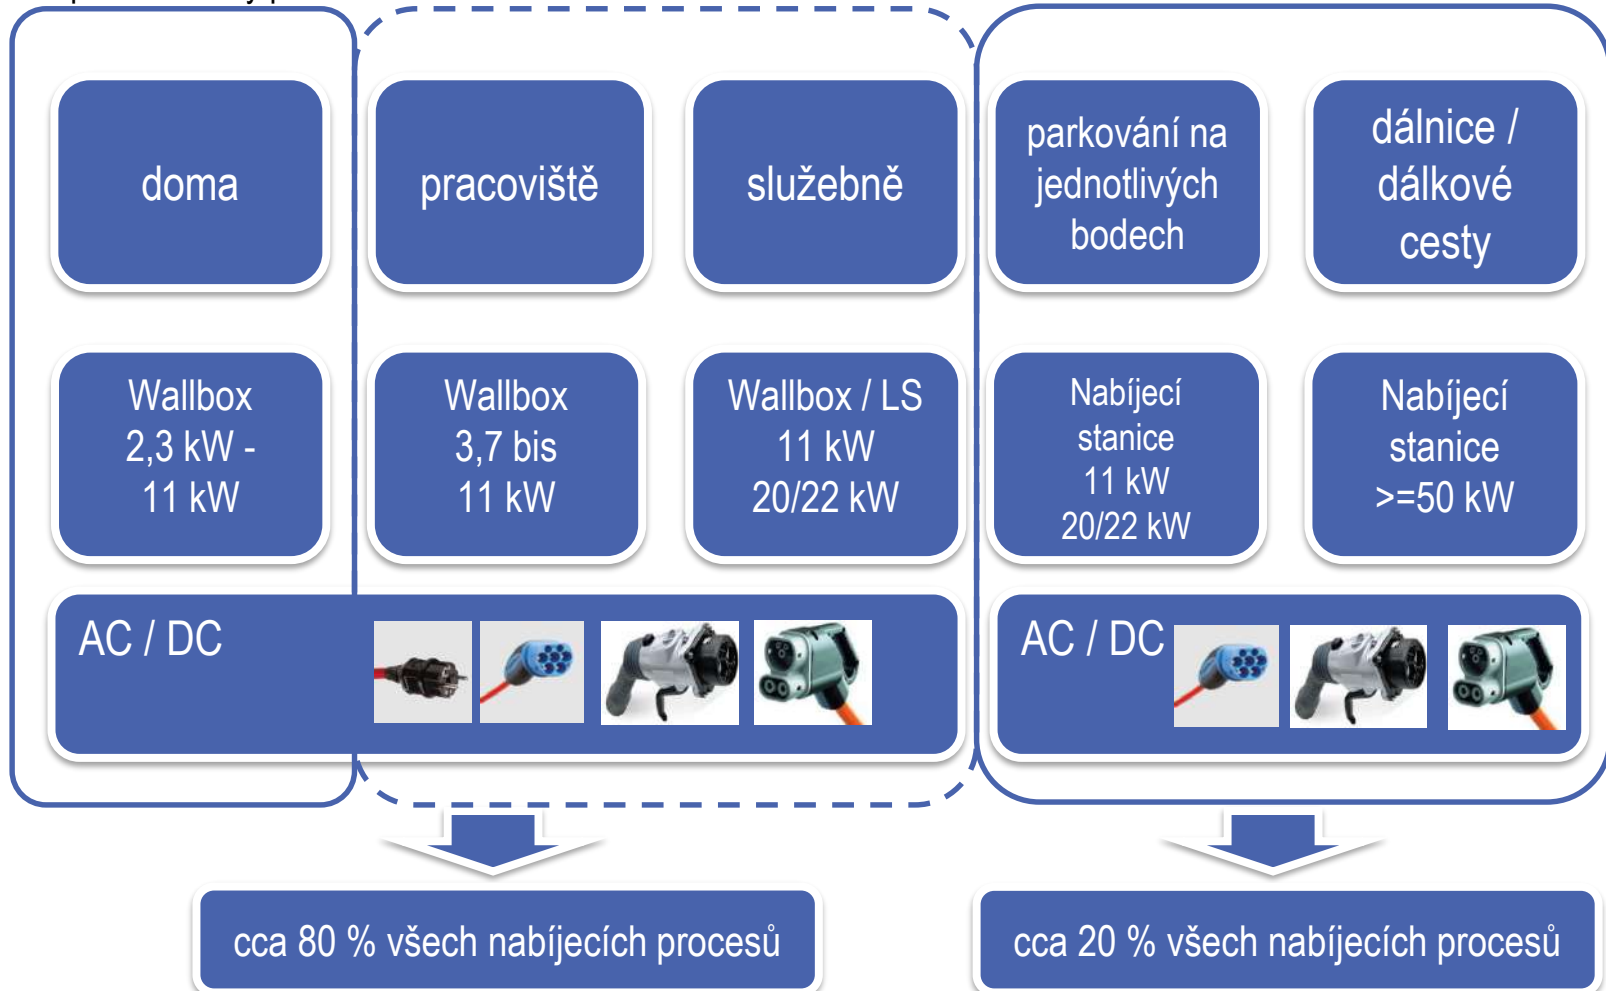 doma
pracoviště
služebně
parkování na
jednotlivých
bodech
dálnice /
dálkové
cesty
Wallbox
2,3 kW -
11 kW
Wallbox
3,7 bis
11 kW
Wallbox / LS
11 kW
20/22 kW
Nabíjecí
stanice
11 kW
20/22 kW
Nabíjecí
stanice
>=50 kW
AC / DC
AC / DC
cca 80 % všech nabíjecích procesů
cca 20 % všech nabíjecích procesů